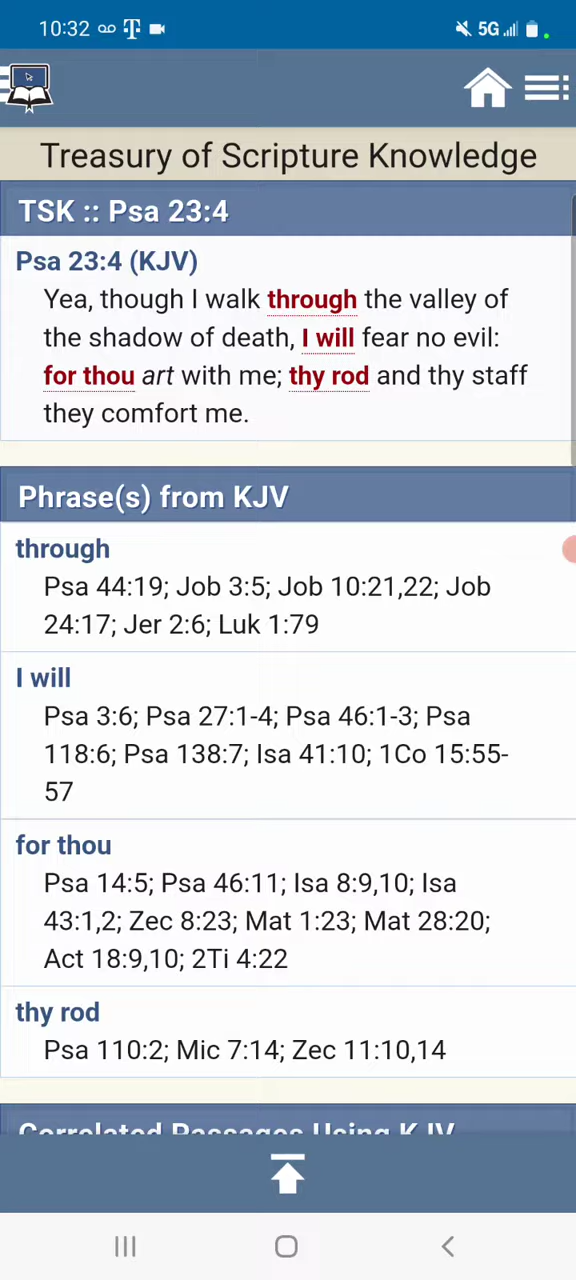 10:32
5G
Treasury of Scripture Knowledge
TSK :: Psa 23:4
Psa 23:4 (KJV)
Yea, though I walk through the valley of
the shadow of death, I will fear no evil:
for thou art with me; thy rod and thy staff
they comfort me.
Phrase(s) from KJV
through
Psa 44:19; Job 3:5; Job 10:21,22; Job
24:17; Jer 2:6; Luk 1:79
I will
Psa 3:6; Psa 27:1-4; Psa 46:1-3; Psa
118:6; Psa 138:7; Isa 41:10; 1Co 15:55-
57
for thou
Psa 14:5; Psa 46:11; Isa 8:9,10; Isa
43:1,2; Zec 8:23; Mat 1:23; Mat 28:20;
Act 18:9,10; 2Ti 4:22
thy rod
Psa 110:2; Mic 7:14; Zec 11:10,14
Correlated Passages Using KJV